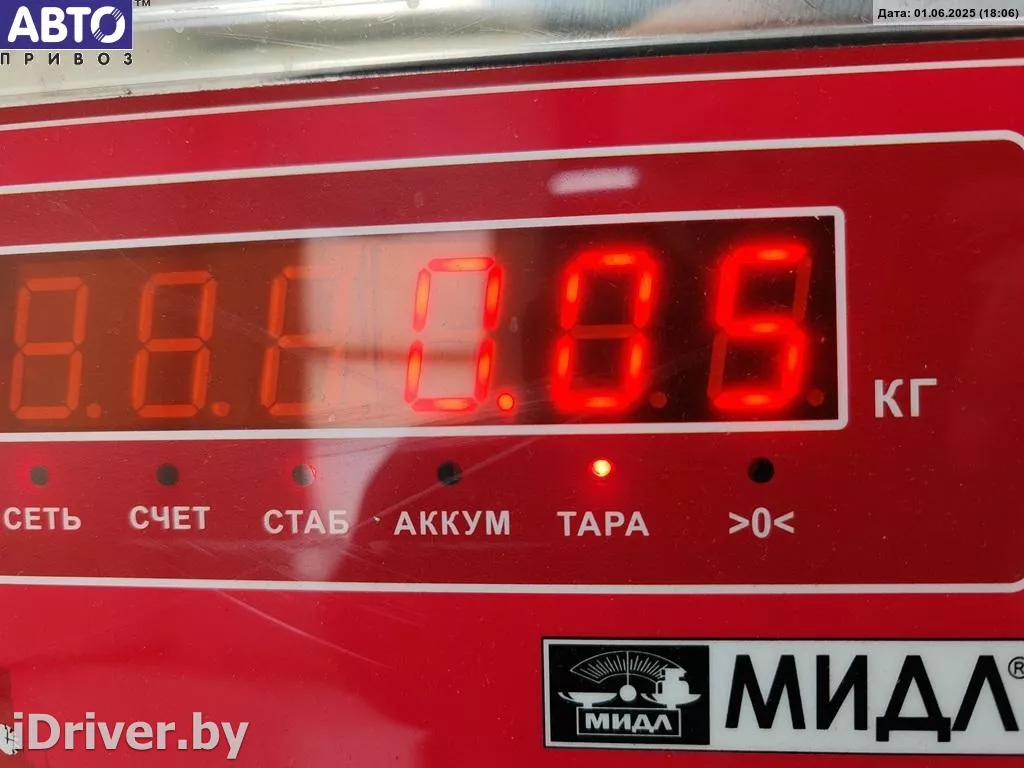 АВТО™
ПРИВОЗ
Дата: 01.06.2025 (18:06)
0.05
КГ
СЕТЬ СЧЕТ СТАБ АККУМ ТАРА >0<
МИДЛ МИДЛ®
iDriver.by